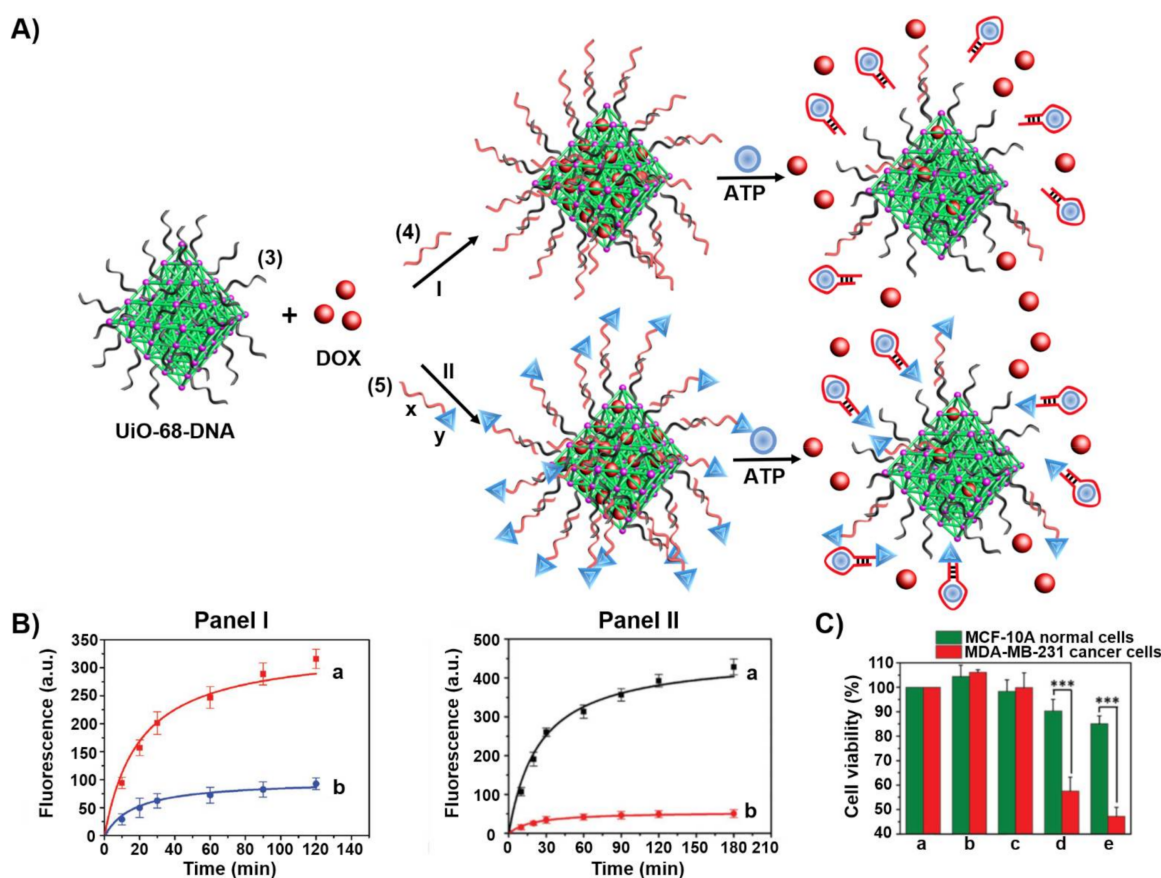 A)
(3)
UiO-68-DNA
+
DOX
(4)
I
ATP
II
(5)
x
y
ATP
B)
Panel I
Fluorescence (a.u.)
350
300
250
200
150
100
50
0
a
b
0 20 40 60 80 100 120 140
Time (min)
Panel II
Fluorescence (a.u.)
500
400
300
200
100
0
a
b
0 30 60 90 120 150 180 210
Time (min)
C)
MCF-10A normal cells
MDA-MB-231 cancer cells
Cell viability (%)
110
100
90
80
70
60
50
40
***
***
a b c d e